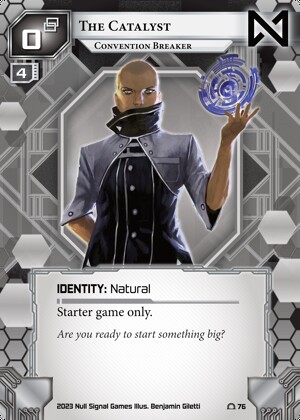 0
The Catalyst
Convention Breaker
4
IDENTITY: Natural
Starter game only.
Are you ready to start something big?
2023 Null Signal Games Illus. Benjamin Giletti
76